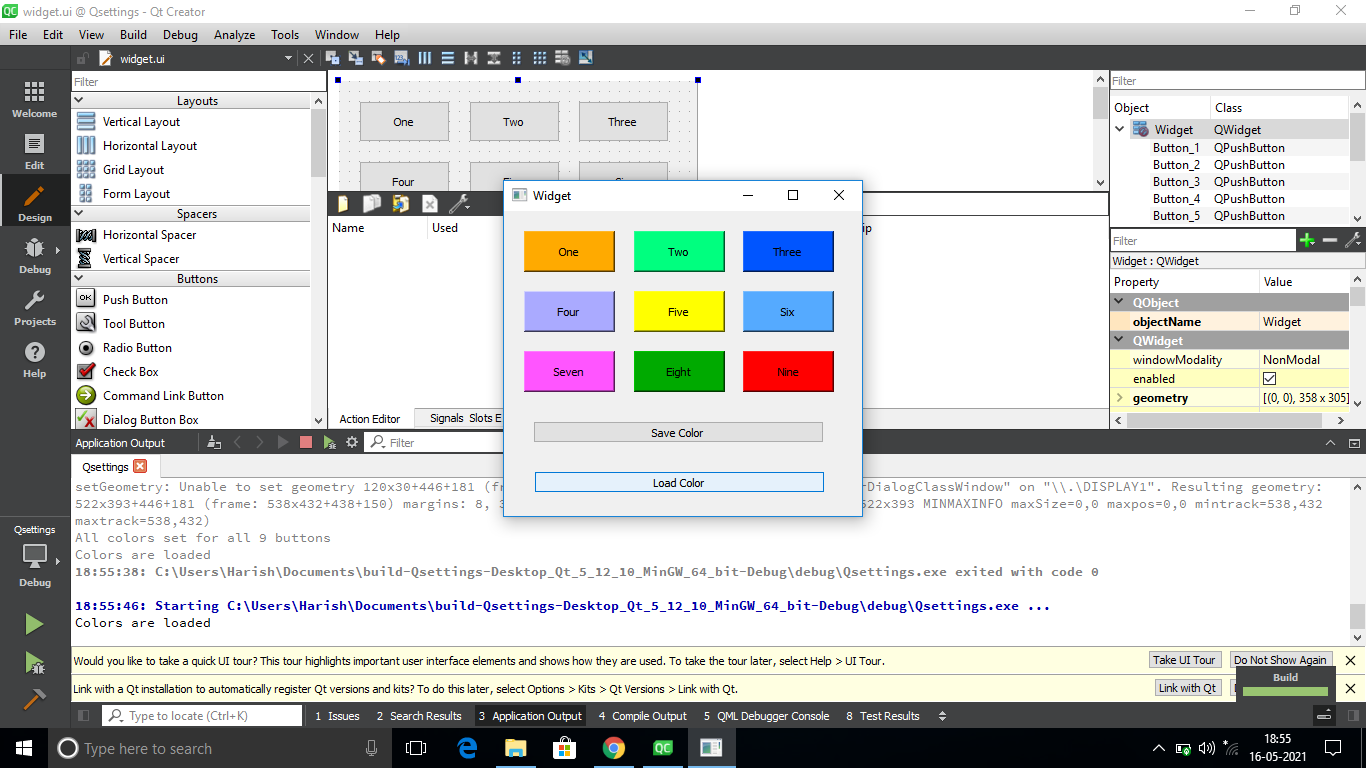 QC widget.ui @ Qsettings - Qt Creator
File Edit View Build Debug Analyze Tools Window Help
widget.ui
Filter
Layouts
Vertical Layout
Horizontal Layout
Grid Layout
Form Layout
Spacers
Horizontal Spacer
Vertical Spacer
Buttons
OK Push Button
Tool Button
Radio Button
Check Box
Command Link Button
Dialog Button Box
Welcome
Edit
Design
Debug
Projects
Help
Qsettings
Debug
One Two Three
Four
Name Used
Action Editor Signals Slots E
Widget
One Two Three
Four Five Six
Seven Eight Nine
Save Color
Load Color
Filter
Object Class
Widget QWidget
Button_1 QPushButton
Button_2 QPushButton
Button_3 QPushButton
Button_4 QPushButton
Button_5 QPushButton
Filter
Widget : QWidget
Property Value
QObject
objectName Widget
QWidget
windowModality NonModal
enabled
geometry [(0, 0), 358 x 305]
Application Output
Filter
Qsettings
setGeometry: Unable to set geometry 120x30+446+181 (fr rDialogClassWindow" on "\\.\DISPLAY1". Resulting geometry:
522x393+446+181 (frame: 538x432+438+150) margins: 8, 522x393 MINMAXINFO maxSize=0,0 maxpos=0,0 mintrack=538,432
maxtrack=538,432)
All colors set for all 9 buttons
Colors are loaded
18:55:38: C:\Users\Harish\Documents\build-Qsettings-Desktop_Qt_5_12_10_MinGW_64_bit-Debug\debug\Qsettings.exe exited with code 0
18:55:46: Starting C:\Users\Harish\Documents\build-Qsettings-Desktop_Qt_5_12_10_MinGW_64_bit-Debug\debug\Qsettings.exe ...
Colors are loaded
Would you like to take a quick UI tour? This tour highlights important user interface elements and shows how they are used. To take the tour later, select Help > UI Tour. Take UI Tour Do Not Show Again
Link with a Qt installation to automatically register Qt versions and kits? To do this later, select Options > Kits > Qt Versions > Link with Qt. Link with Qt
Build
Type to locate (Ctrl+K) 1 Issues 2 Search Results 3 Application Output 4 Compile Output 5 QML Debugger Console 8 Test Results
Type here to search
QC
18:55
16-05-2021